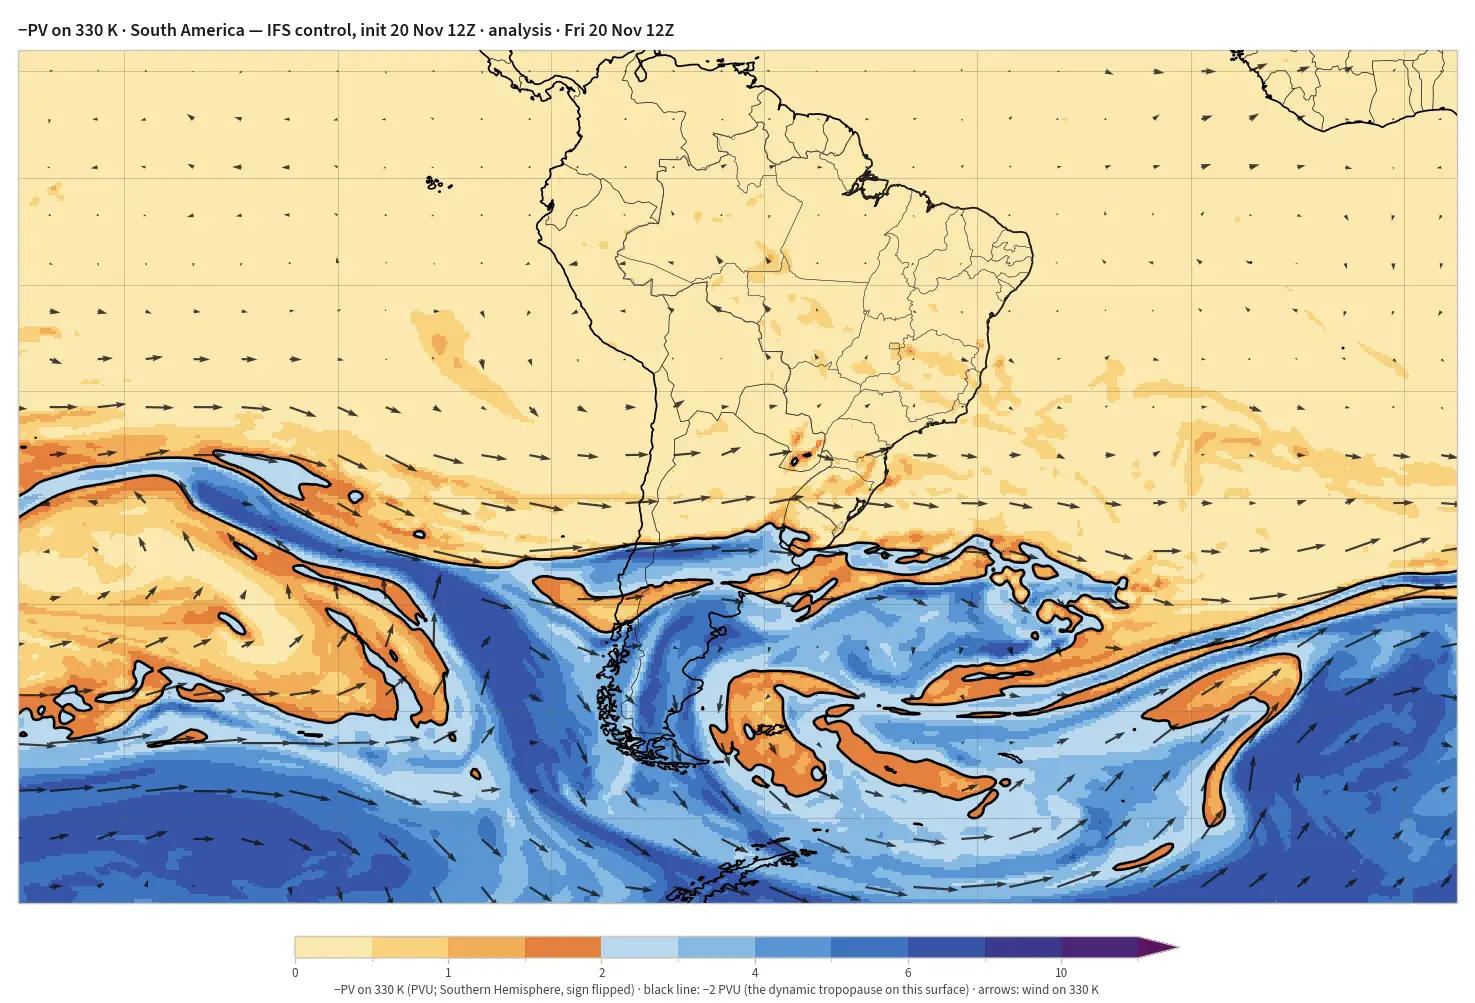 −PV on 330 K · South America — IFS control, init 20 Nov 12Z · analysis · Fri 20 Nov 12Z
0 1 2 4 6 10
−PV on 330 K (PVU; Southern Hemisphere, sign flipped) · black line: −2 PVU (the dynamic tropopause on this surface) · arrows: wind on 330 K